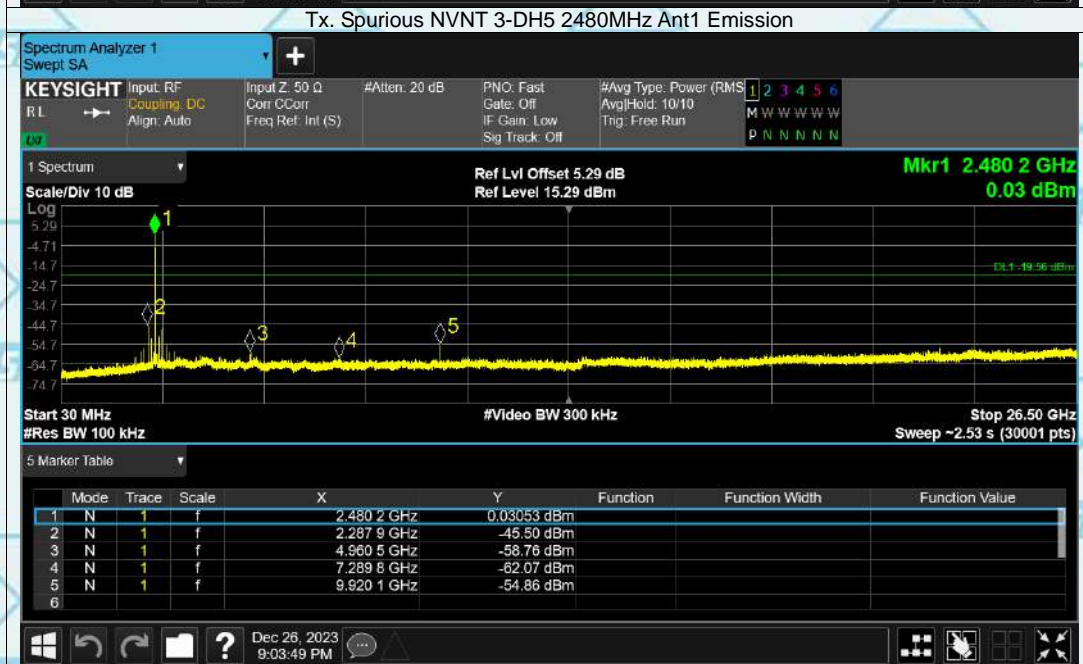 Tx. Spurious NVNT 3-DH5 2480MHz Ant1 Emission
Spectrum Analyzer 1
Swept SA
+
KEYSIGHT Input: RF Input Z: 50 Ω #Atten: 20 dB PNO: Fast #Avg Type: Power (RMS 1 2 3 4 5 6
RL Coupling: DC Corr CCorr Gate: Off Avg|Hold: 10/10 M W W W W W
Align: Auto Freq Ref: Int (S) IF Gain: Low Trig: Free Run
LXI Sig Track: Off P N N N N N
1 Spectrum Ref Lvl Offset 5.29 dB Mkr1 2.480 2 GHz
Scale/Div 10 dB Ref Level 15.29 dBm 0.03 dBm
Log
1
5.29
-4.71
-14.7
DL1 -19.56 dBm
-24.7
-34.7
2
-44.7
3 4 5
-54.7
-64.7
-74.7
Start 30 MHz #Video BW 300 kHz Stop 26.50 GHz
#Res BW 100 kHz Sweep ~2.53 s (30001 pts)
5 Marker Table
Mode Trace Scale X Y Function Function Width Function Value
1 N 1 f 2.480 2 GHz 0.03053 dBm
2 N 1 f 2.287 9 GHz -45.50 dBm
3 N 1 f 4.960 5 GHz -58.76 dBm
4 N 1 f 7.289 8 GHz -62.07 dBm
5 N 1 f 9.920 1 GHz -54.86 dBm
6
? Dec 26, 2023
9:03:49 PM